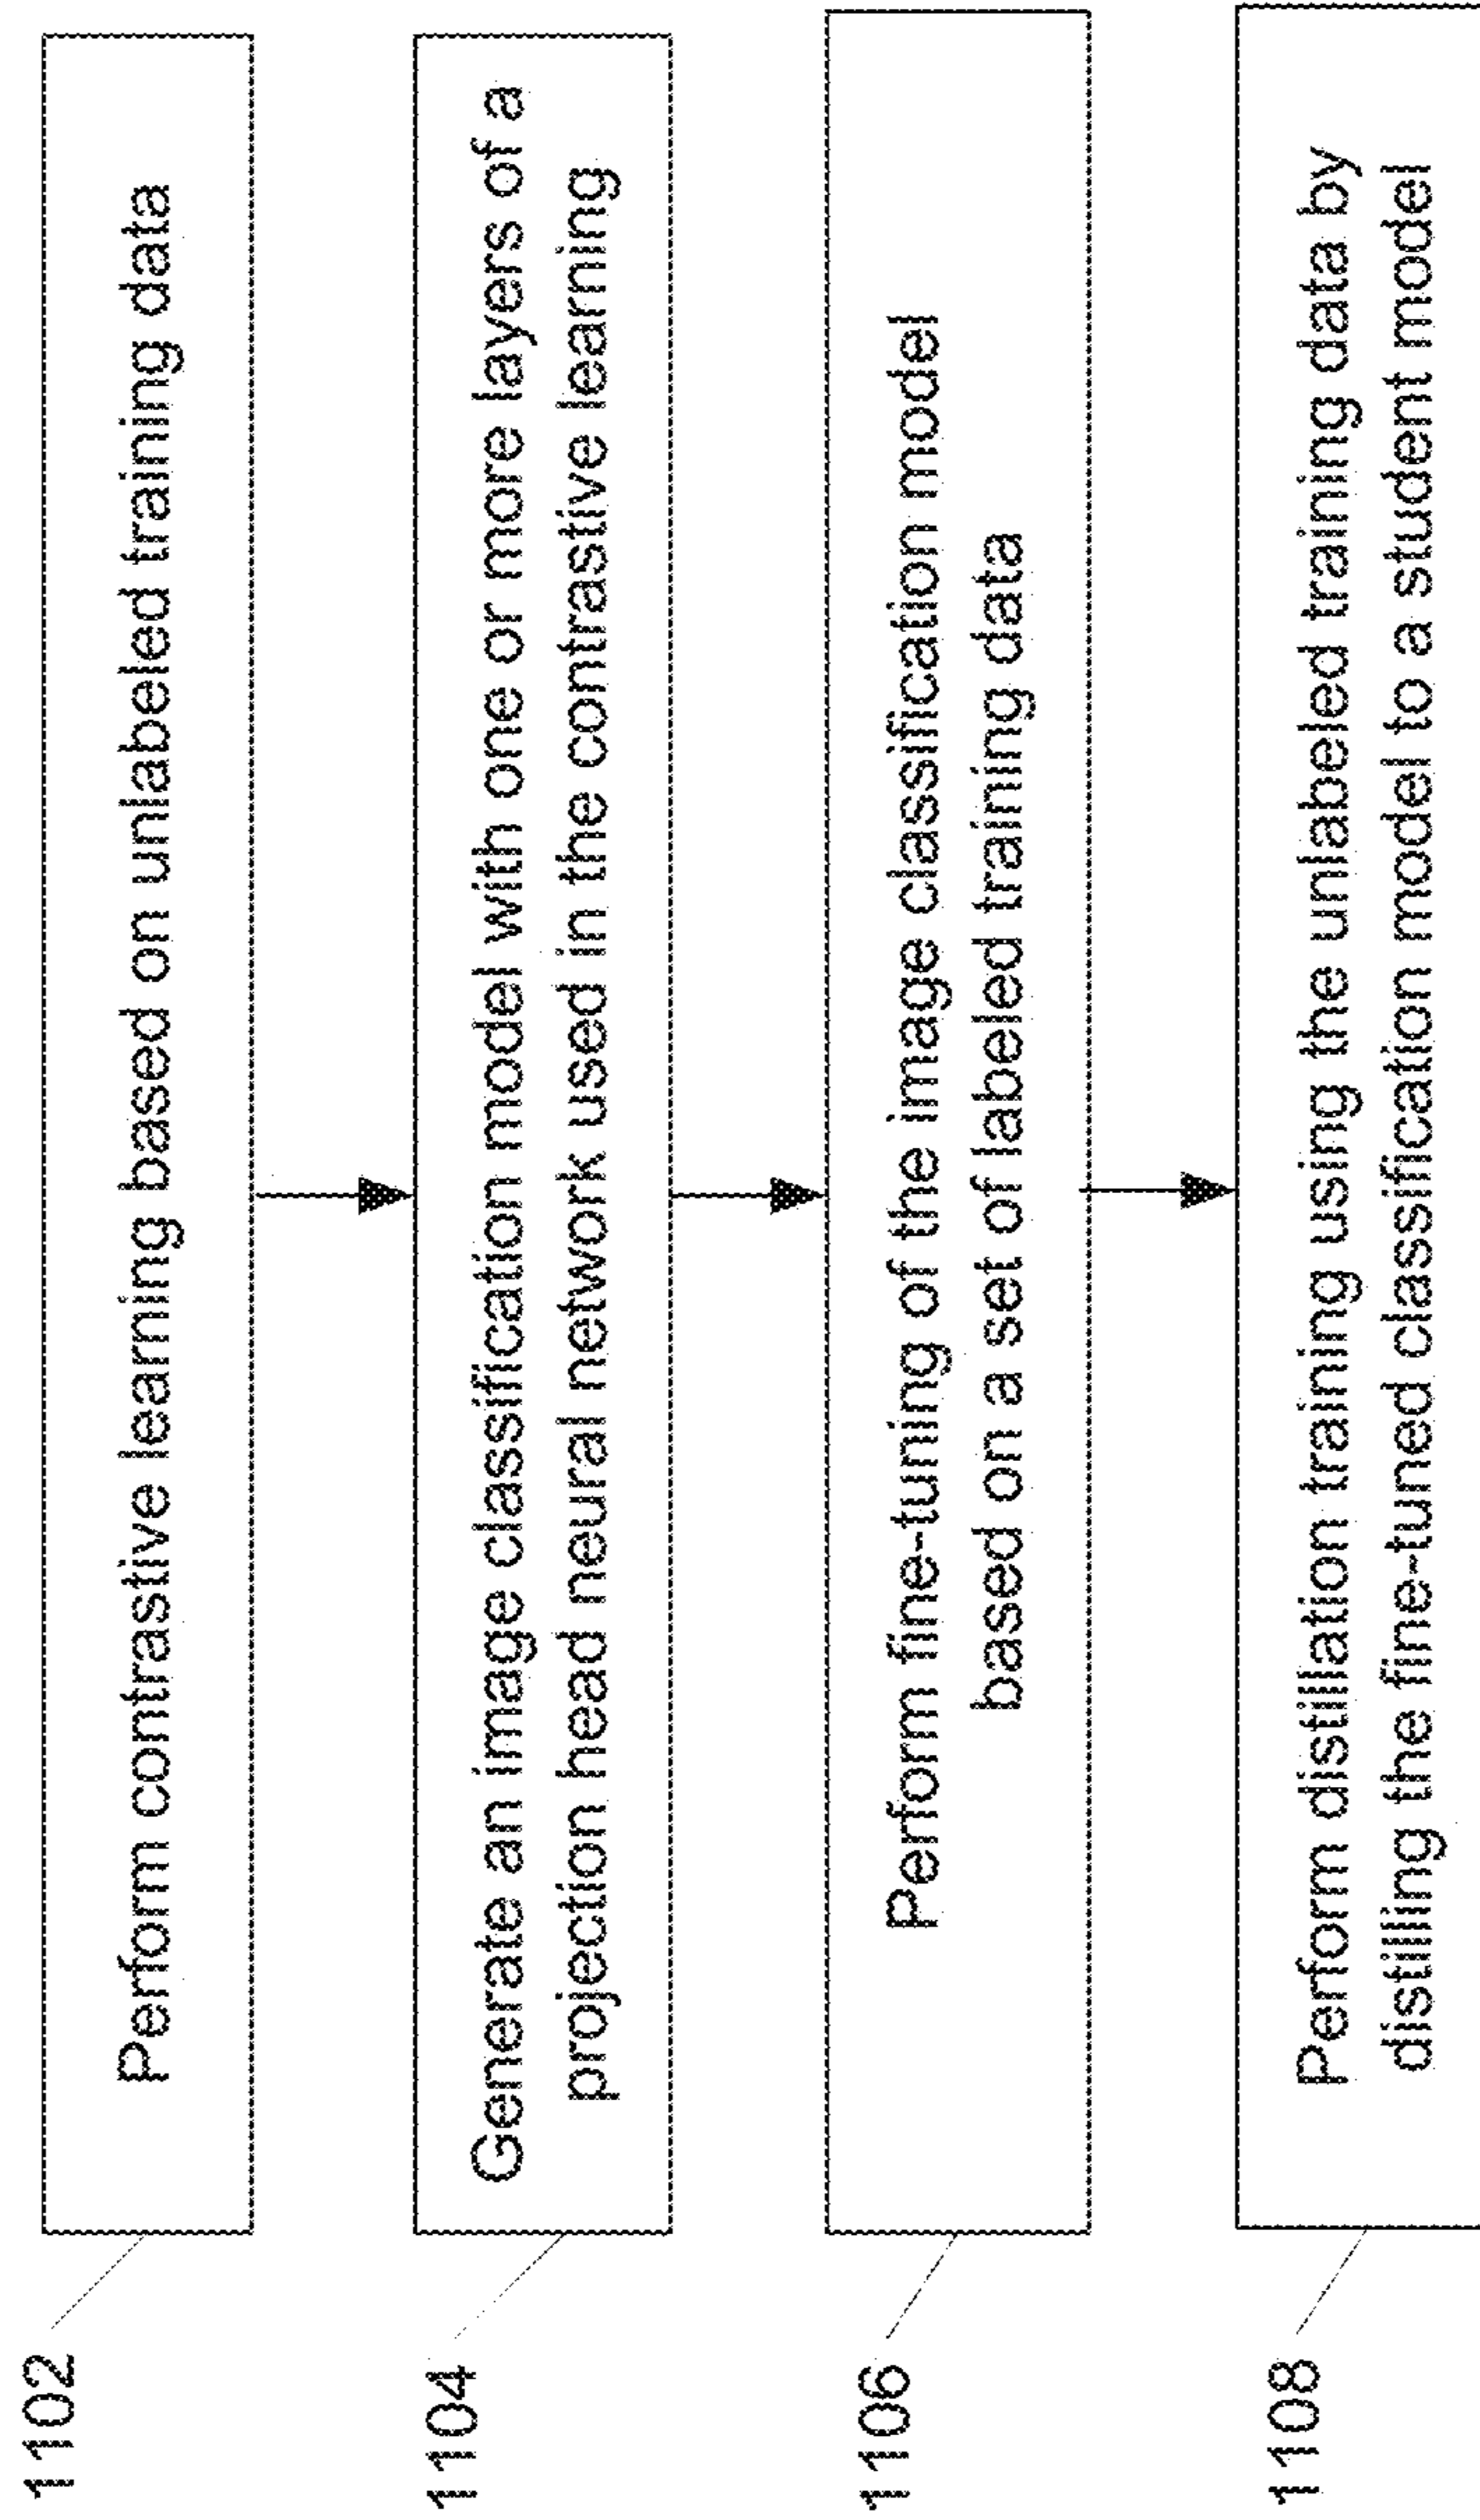 1102
Perform contrastive learning based on unlabeled training data
1104
Generate an image classification model with one or more layers of a
projection head neural network used in the contrastive learning
1106
Perform fine-tuning of the image classification model
based on a set of labeled training data
1108
Perform distillation training using the unlabeled training data by
distilling the fine-tuned classification model to a student model